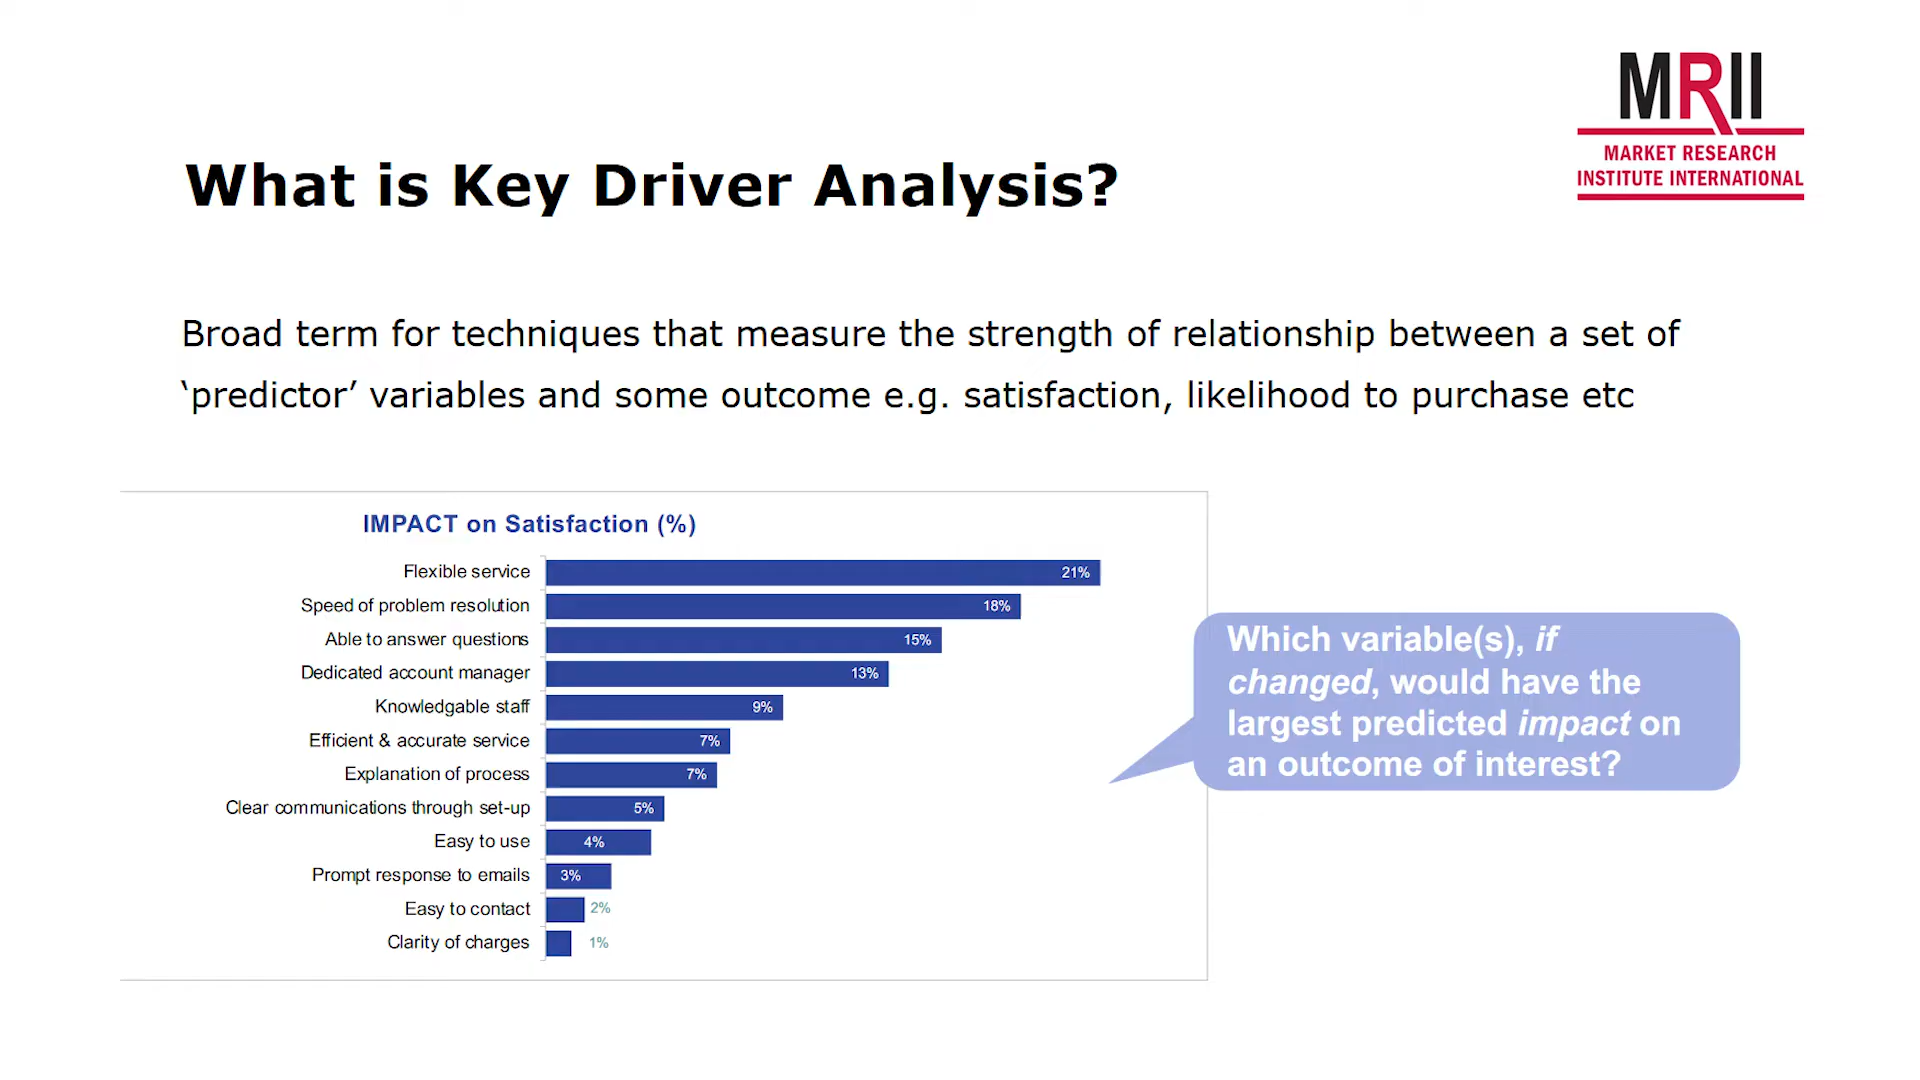 MRII
MARKET RESEARCH
INSTITUTE INTERNATIONAL
What is Key Driver Analysis?
Broad term for techniques that measure the strength of relationship between a set of
‘predictor’ variables and some outcome e.g. satisfaction, likelihood to purchase etc
IMPACT on Satisfaction (%)
Flexible service 21%
Speed of problem resolution 18%
Able to answer questions 15%
Dedicated account manager 13%
Knowledgable staff 9%
Efficient & accurate service 7%
Explanation of process 7%
Clear communications through set-up 5%
Easy to use 4%
Prompt response to emails 3%
Easy to contact 2%
Clarity of charges 1%
Which variable(s), if
changed, would have the
largest predicted impact on
an outcome of interest?